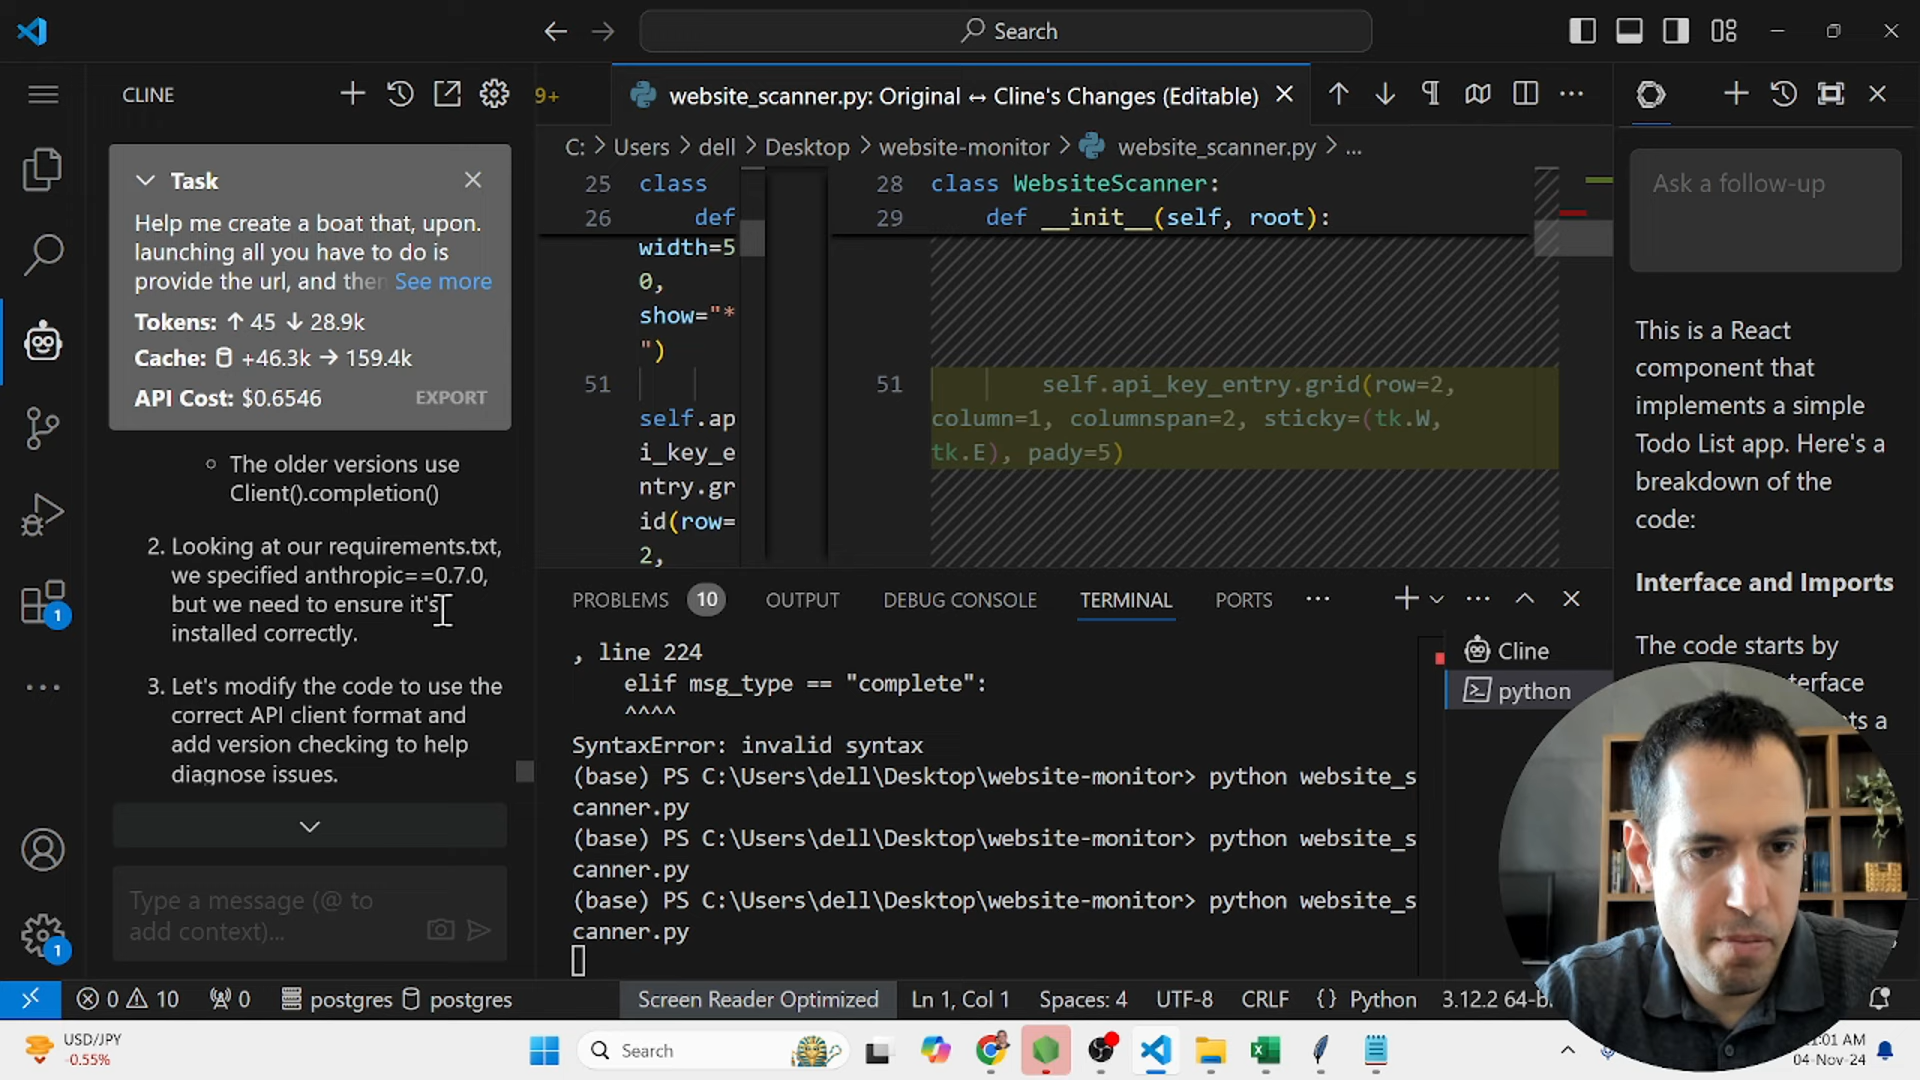 Search
CLINE
9+
website_scanner.py: Original ↔ Cline's Changes (Editable)
C: > Users > dell > Desktop > website-monitor > website_scanner.py > ...
Task
Help me create a boat that, upon.
launching all you have to do is
provide the url, and then See more
Tokens: ↑ 45 ↓ 28.9k
Cache: +46.3k → 159.4k
API Cost: $0.6546
EXPORT
The older versions use
Client().completion()
2. Looking at our requirements.txt,
we specified anthropic==0.7.0,
but we need to ensure it's
installed correctly.
3. Let's modify the code to use the
correct API client format and
add version checking to help
diagnose issues.
Type a message (@ to
add context)...
25 class
26 def
width=5
0,
show="*
")
51
self.ap
i_key_e
ntry.gr
id(row=
2,
28 class WebsiteScanner:
29 def __init__(self, root):
51 self.api_key_entry.grid(row=2,
column=1, columnspan=2, sticky=(tk.W,
tk.E), pady=5)
PROBLEMS 10 OUTPUT DEBUG CONSOLE TERMINAL PORTS ...
, line 224
elif msg_type == "complete":
^^^^
SyntaxError: invalid syntax
(base) PS C:\Users\dell\Desktop\website-monitor> python website_s
canner.py
(base) PS C:\Users\dell\Desktop\website-monitor> python website_s
canner.py
(base) PS C:\Users\dell\Desktop\website-monitor> python website_s
canner.py
Cline
python
Ask a follow-up
This is a React
component that
implements a simple
Todo List app. Here's a
breakdown of the
code:
Interface and Imports
The code starts by
1
1
0 10 0 postgres postgres
Screen Reader Optimized Ln 1, Col 1 Spaces: 4 UTF-8 CRLF {} Python 3.12.2
USD/JPY
-0.55%
Search
04-Nov-24